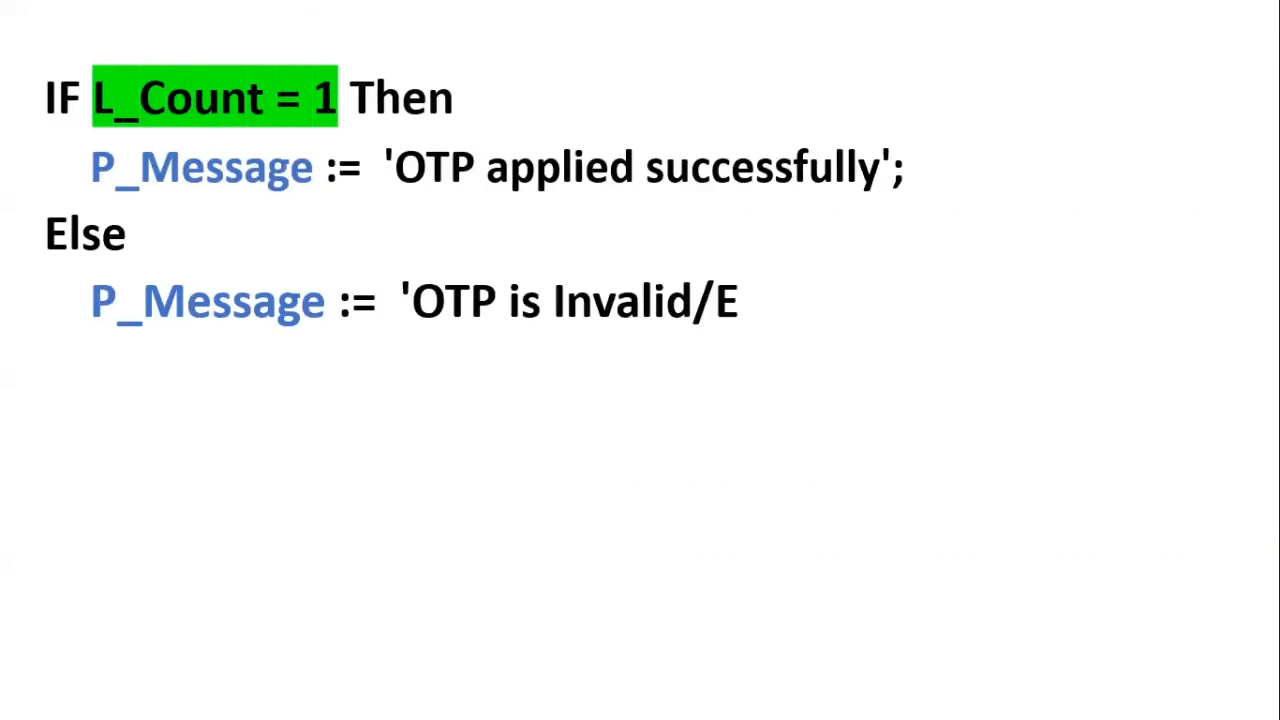 IF L_Count = 1 Then
P_Message := 'OTP applied successfully';
Else
P_Message := 'OTP is Invalid/E